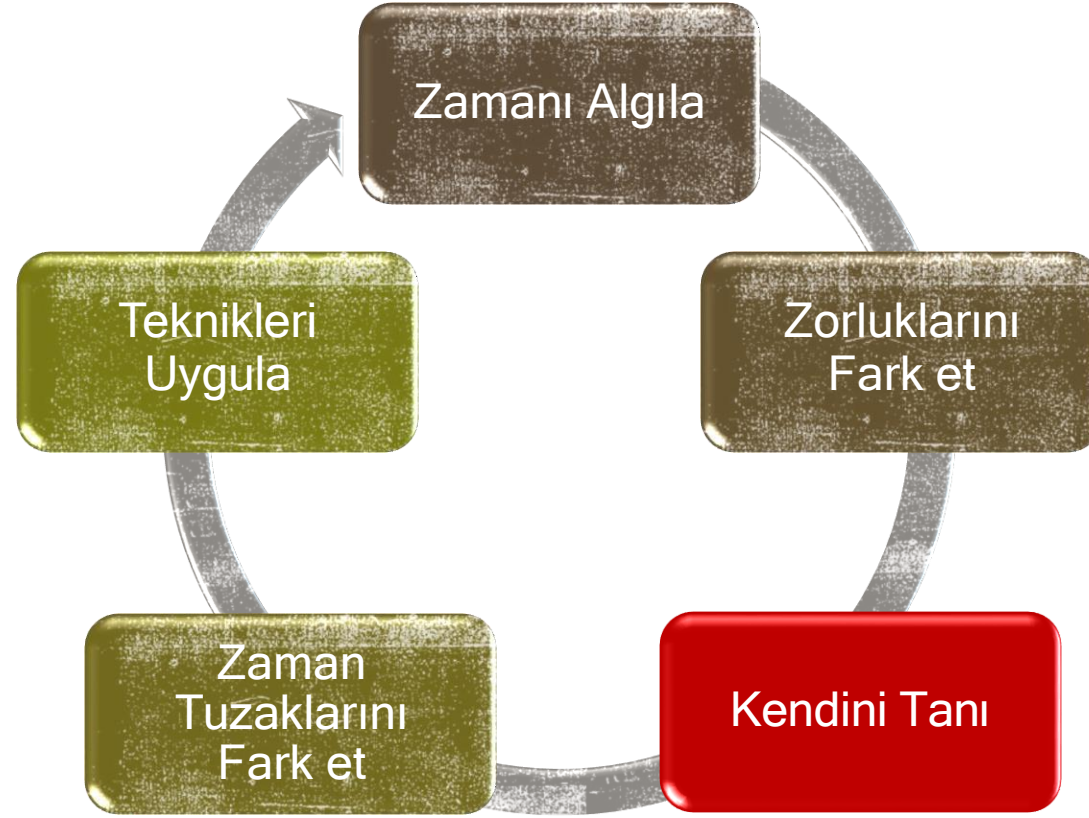 Zamanı Algıla
Zorluklarını
Fark et
Kendini Tanı
Zaman
Tuzaklarını
Fark et
Teknikleri
Uygula